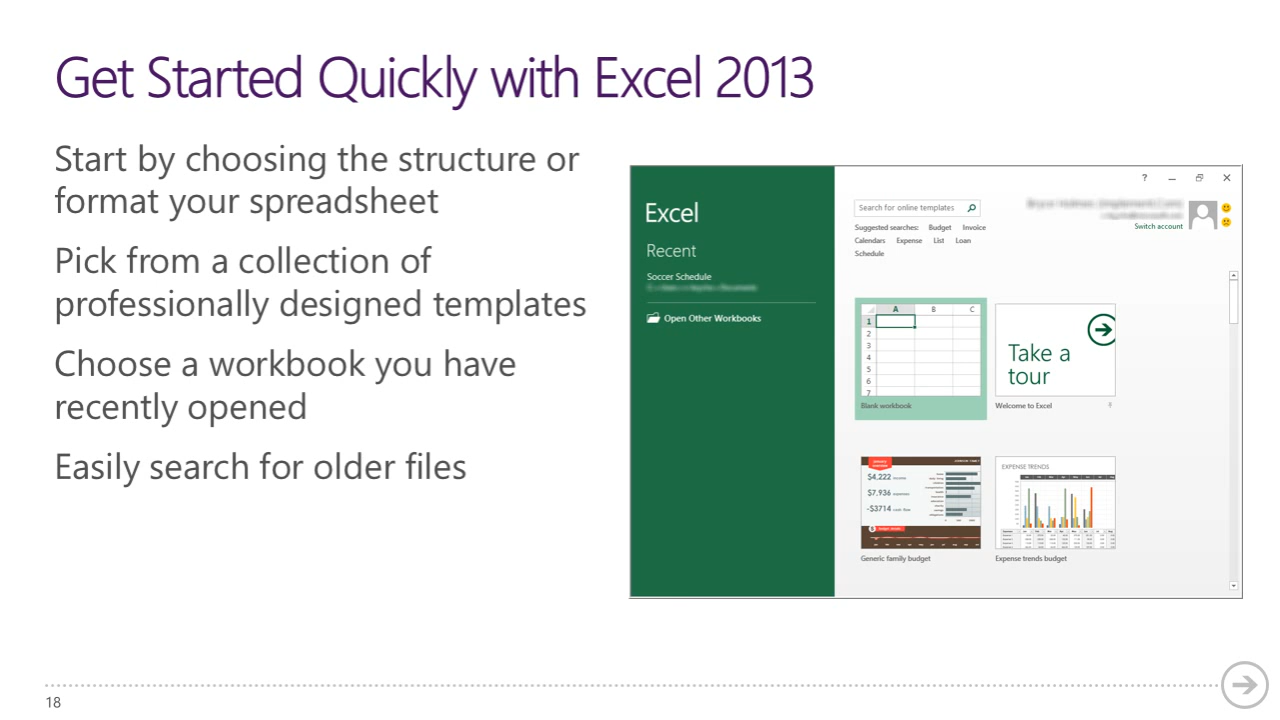 Get Started Quickly with Excel 2013
Start by choosing the structure or
format your spreadsheet
Pick from a collection of
professionally designed templates
Choose a workbook you have
recently opened
Easily search for older files
Excel
Recent
Soccer Schedule
Open Other Workbooks
?
Search for online templates
Suggested searches: Budget Invoice
Calendars Expense List Loan
Schedule
Switch account
A B C
1
2
3
4
5
6
7
Blank workbook
Take a
tour
Welcome to Excel
$4,222 income
$7,936 expenses
-$3714 cash flow
Generic family budget
EXPENSE TRENDS
Expense trends budget
18